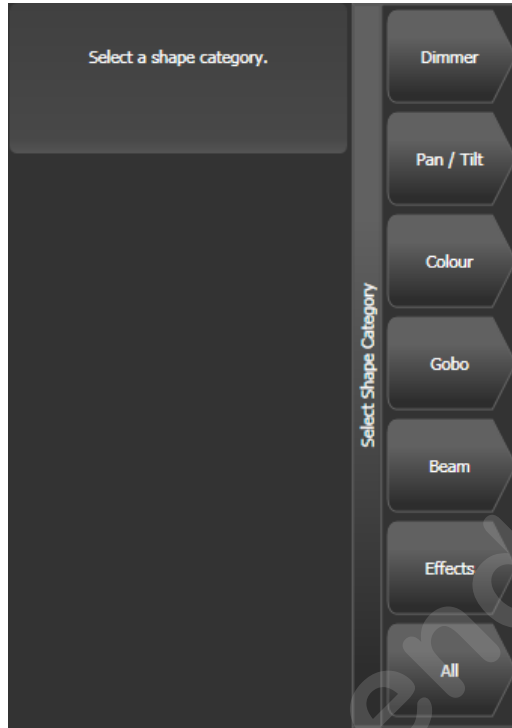 Select a shape category.
Select Shape Category
Dimmer
Pan / Tilt
Colour
Gobo
Beam
Effects
All